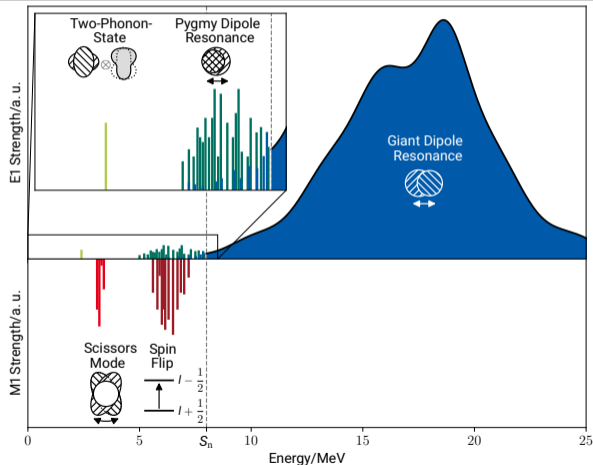 Two-Phonon-
State
Pygmy Dipole
Resonance
E1 Strength/a. u.
Giant Dipole
Resonance
M1 Strength/a. u.
Scissors
Mode
Spin
Flip
l − 1/2
l + 1/2
0
5
Sn
10
15
20
25
Energy/MeV